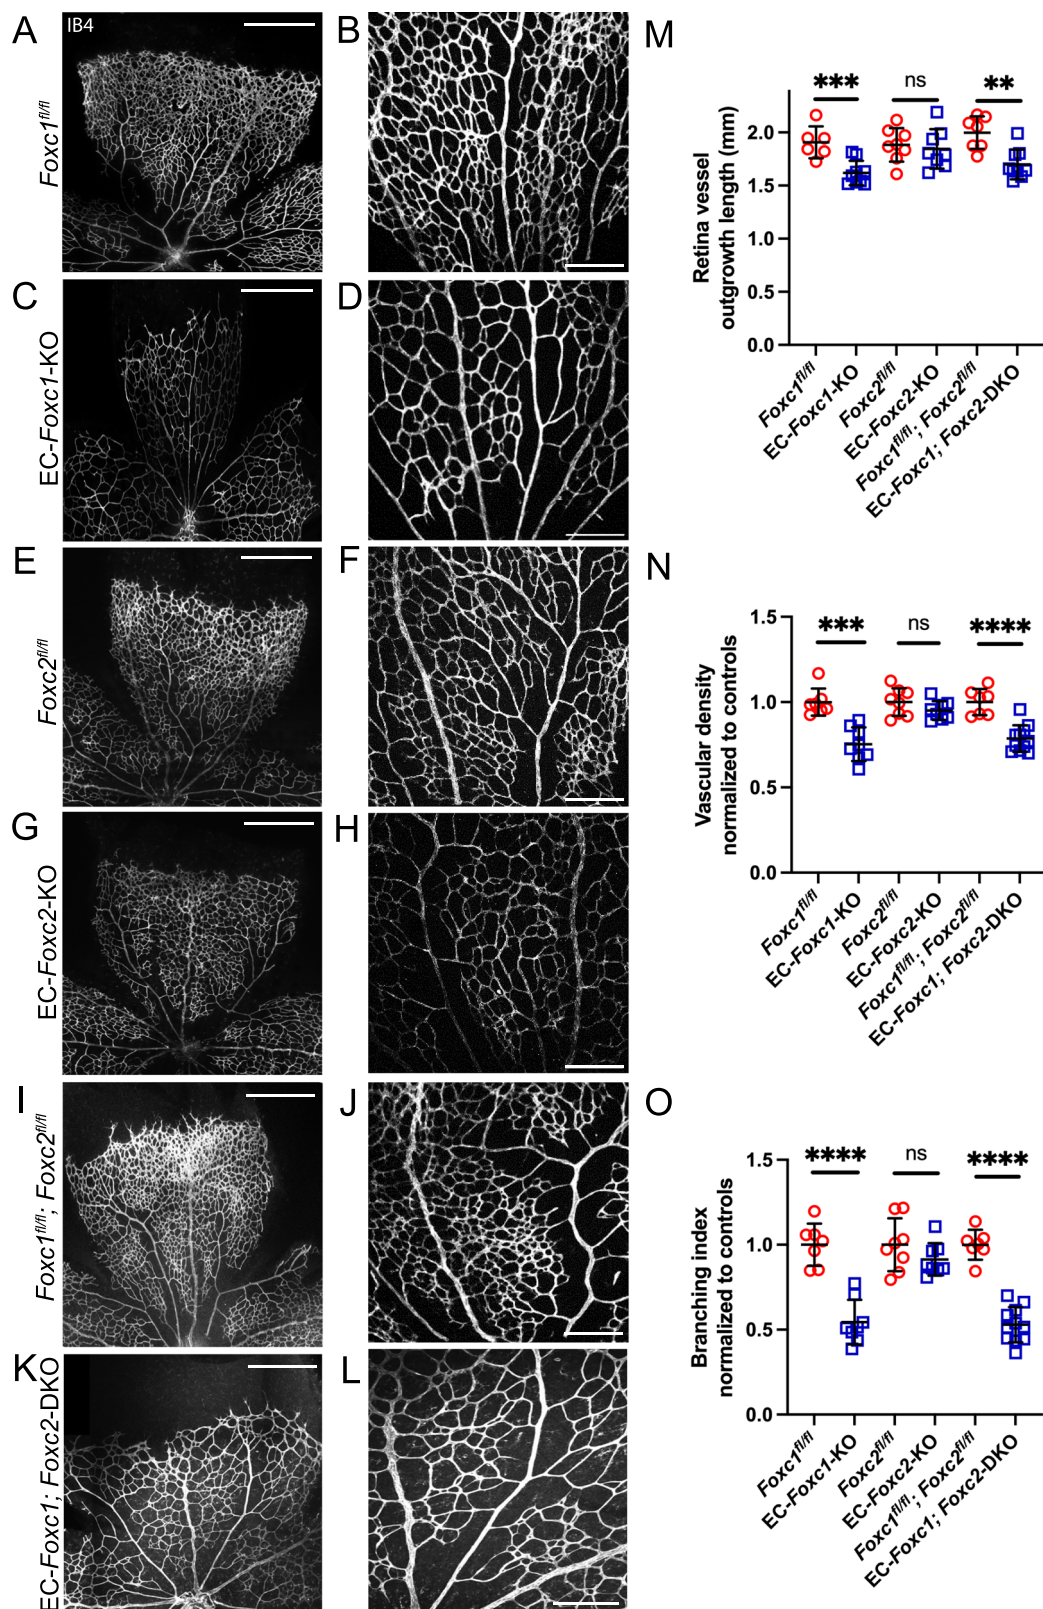 A
IB4
Foxc1fl/fl
B
C
EC-Foxc1-KO
D
E
Foxc2fl/fl
F
G
EC-Foxc2-KO
H
I
Foxc1fl/fl; Foxc2fl/fl
J
K
EC-Foxc1; Foxc2-DKO
L
M
*** ns **
Retina vessel
outgrowth length (mm)
2.0
1.5
1.0
0.5
0.0
Foxc1fl/fl
EC-Foxc1-KO
Foxc2fl/fl
EC-Foxc2-KO
Foxc1fl/fl; Foxc2fl/fl
EC-Foxc1; Foxc2-DKO
N
*** ns ****
Vascular density
normalized to controls
1.5
1.0
0.5
0.0
Foxc1fl/fl
EC-Foxc1-KO
Foxc2fl/fl
EC-Foxc2-KO
Foxc1fl/fl; Foxc2fl/fl
EC-Foxc1; Foxc2-DKO
O
**** ns ****
Branching index
normalized to controls
1.5
1.0
0.5
0.0
Foxc1fl/fl
EC-Foxc1-KO
Foxc2fl/fl
EC-Foxc2-KO
Foxc1fl/fl; Foxc2fl/fl
EC-Foxc1; Foxc2-DKO